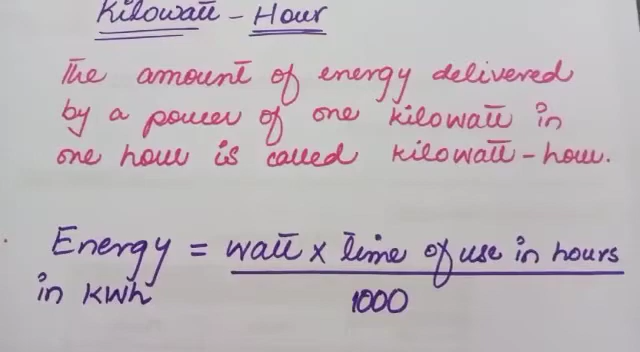 Kilowatt - Hour
The amount of energy delivered
by a power of one kilowatt in
one hour is called kilowatt-hour.
Energy = watt x time of use in hours
in KWh 1000